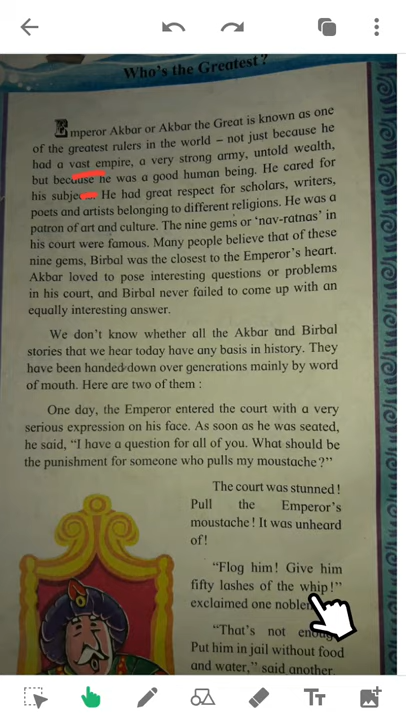 Who's the Greatest?
Emperor Akbar or Akbar the Great is known as one
of the greatest rulers in the world – not just because he
had a vast empire, a very strong army, untold wealth,
but because he was a good human being. He cared for
his He had great respect for scholars, writers,
poets and artists belonging to different religions. He was a
patron of art and culture. The nine gems or 'nav-ratnas' in
his court were famous. Many people believe that of these
nine gems, Birbal was the closest to the Emperor's heart.
Akbar loved to pose interesting questions or problems
in his court, and Birbal never failed to come up with an
equally interesting answer.
We don't know whether all the Akbar and Birbal
stories that we hear today have any basis in history. They
have been handed down over generations mainly by word
of mouth. Here are two of them :
One day, the Emperor entered the court with a very
serious expression on his face. As soon as he was seated,
he said, "I have a question for all of you. What should be
the punishment for someone who pulls my moustache?"
The court was stunned!
Pull the Emperor's
moustache! It was unheard
of!
"Flog him! Give him
fifty lashes of the whip!"
exclaimed one
"That's not
Put him in jail without food
and water," said another.